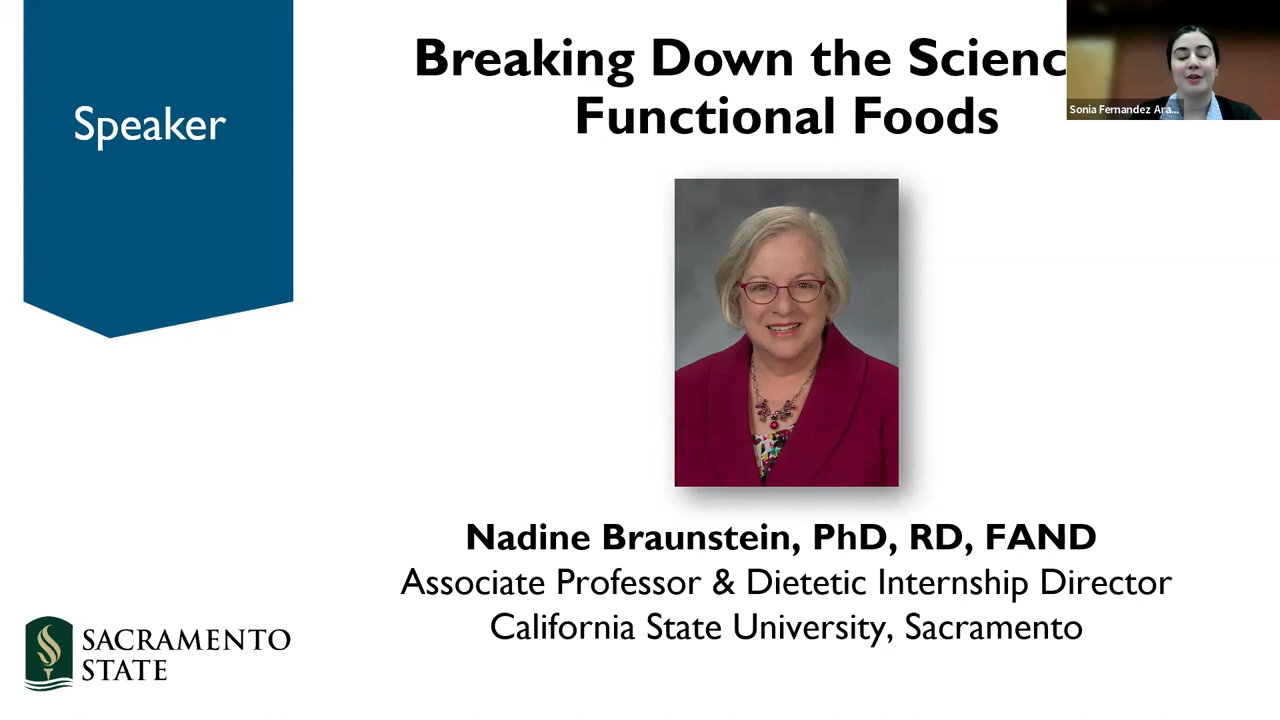 Speaker
Breaking Down the Scienc
Functional Foods
Sonia Fernandez Ara...
Nadine Braunstein, PhD, RD, FAND
Associate Professor & Dietetic Internship Director
California State University, Sacramento
SACRAMENTO
STATE